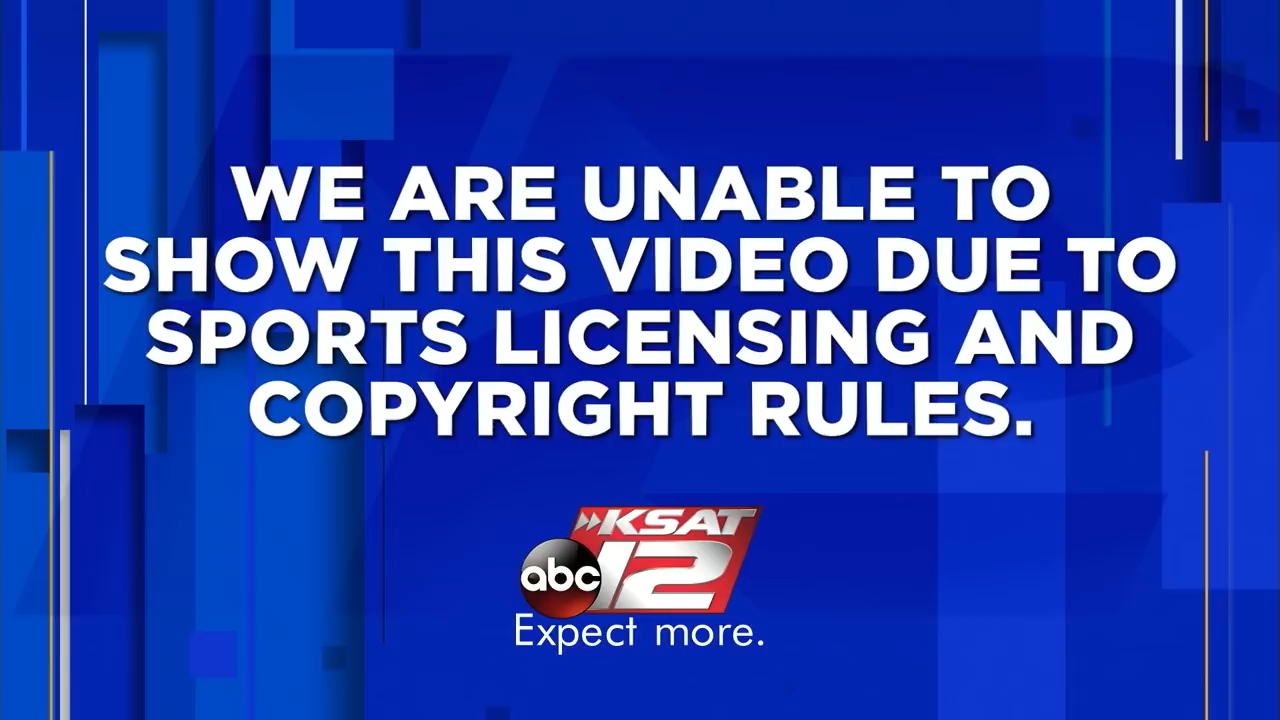 WE ARE UNABLE TO
SHOW THIS VIDEO DUE TO
SPORTS LICENSING AND
COPYRIGHT RULES.
KSAT
abc 12
Expect more.